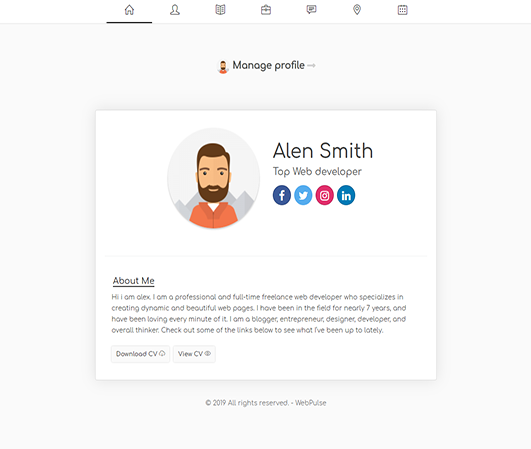 Manage profile
Alen Smith
Top Web developer
About Me
Hi i am alex. I am a professional and full-time freelance web developer who specializes in
creating dynamic and beautiful web pages. I have been in the field for nearly 7 years, and
have been loving every minute of it. I am a blogger, entrepreneur, designer, developer, and
overall thinker. Check out some of the links below to see what I've been up to lately.
Download CV View CV
© 2019 All rights reserved. - WebPulse